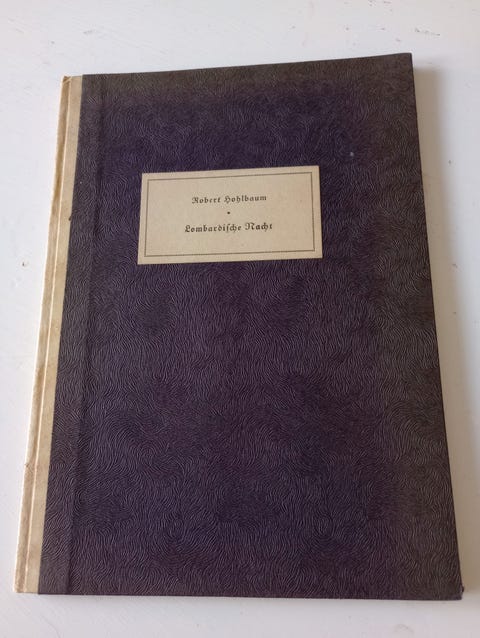 Robert Hohlbaum
•
Lombardische Nacht